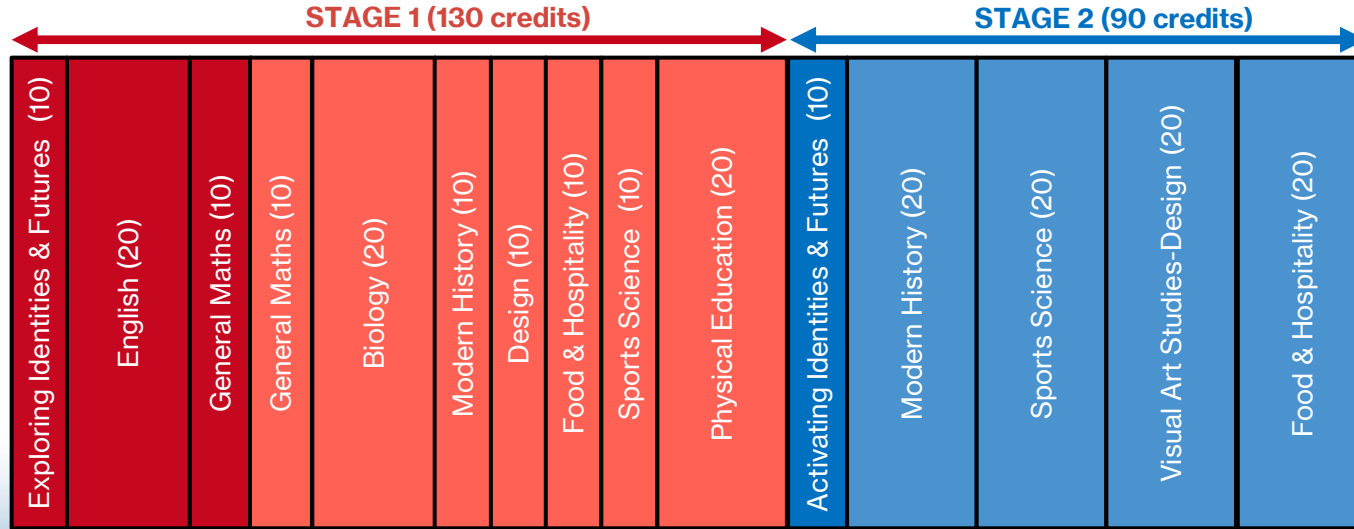 STAGE 1 (130 credits)
STAGE 2 (90 credits)
Exploring Identities & Futures (10)
English (20)
General Maths (10)
General Maths (10)
Biology (20)
Modern History (10)
Design (10)
Food & Hospitality (10)
Sports Science (10)
Physical Education (20)
Activating Identities & Futures (10)
Modern History (20)
Sports Science (20)
Visual Art Studies-Design (20)
Food & Hospitality (20)